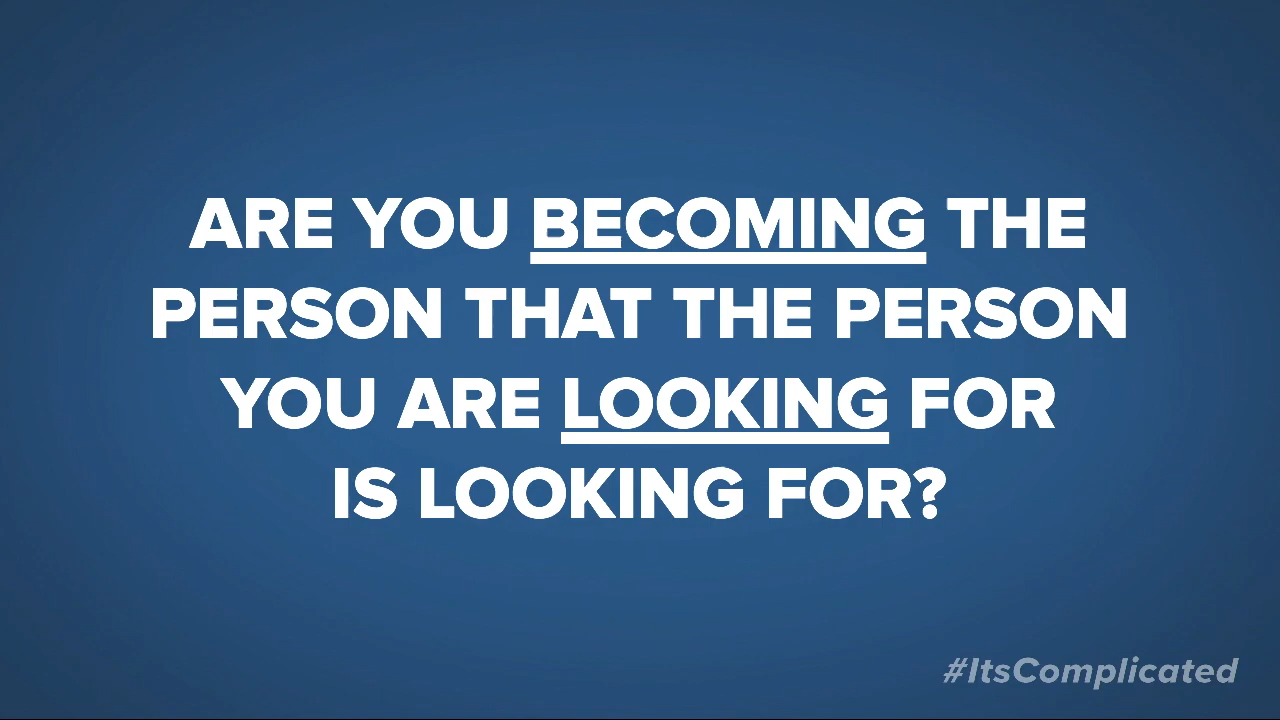 ARE YOU BECOMING THE
PERSON THAT THE PERSON
YOU ARE LOOKING FOR
IS LOOKING FOR?
#ItsComplicated